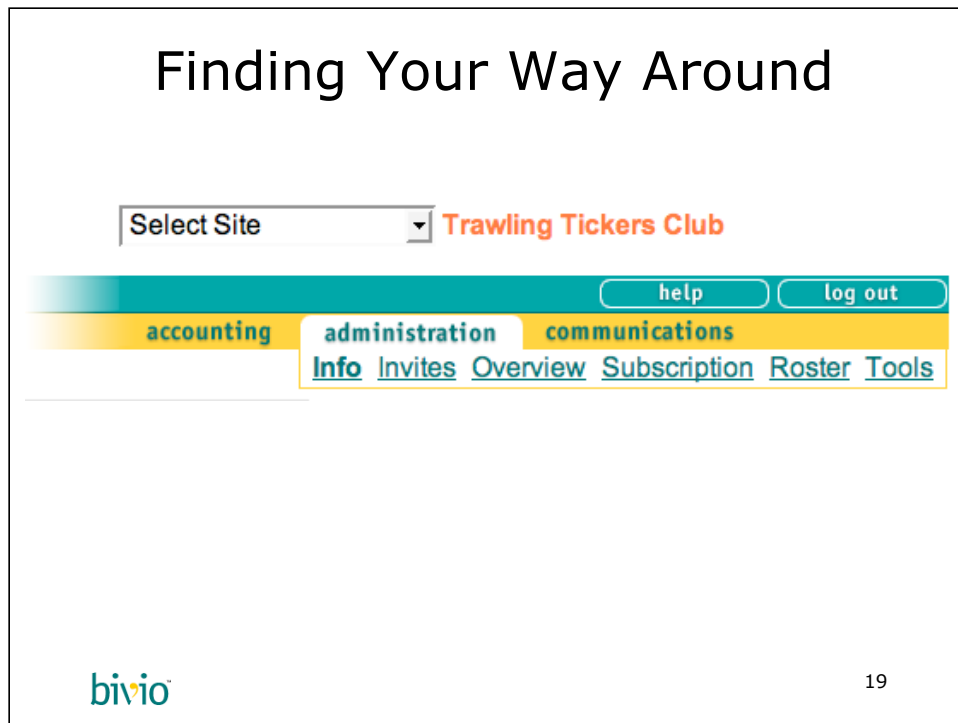 Finding Your Way Around
Select Site Trawling Tickers Club
help log out
accounting administration communications
Info Invites Overview Subscription Roster Tools
bivio™ 19